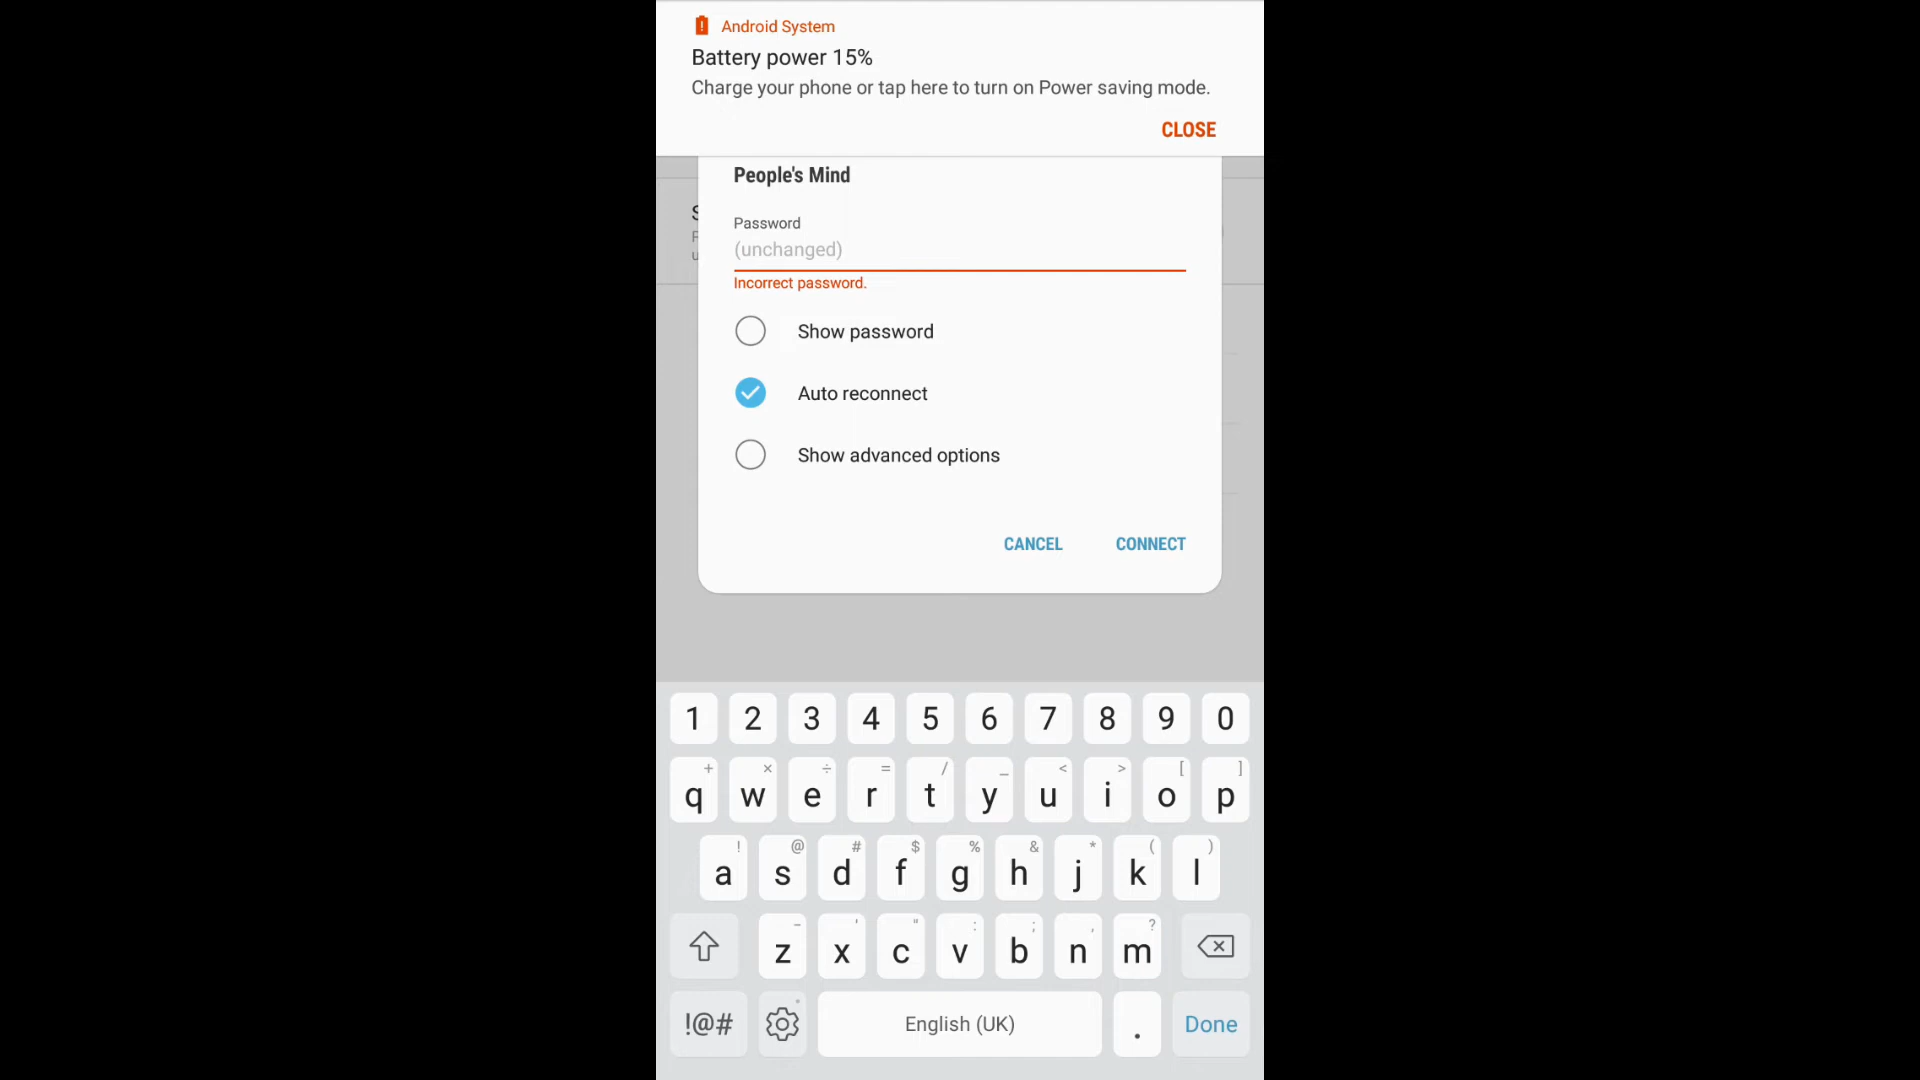 Android System
Battery power 15%
Charge your phone or tap here to turn on Power saving mode.
CLOSE
People's Mind
Password
(unchanged)
Incorrect password.
Show password
Auto reconnect
Show advanced options
CANCEL CONNECT
1 2 3 4 5 6 7 8 9 0
+ × ÷ = / _ < > [ ]
q w e r t y u i o p
! @ # $ % & * ( )
a s d f g h j k l
- ' " : ; , ?
z x c v b n m
!@# English (UK) . Done